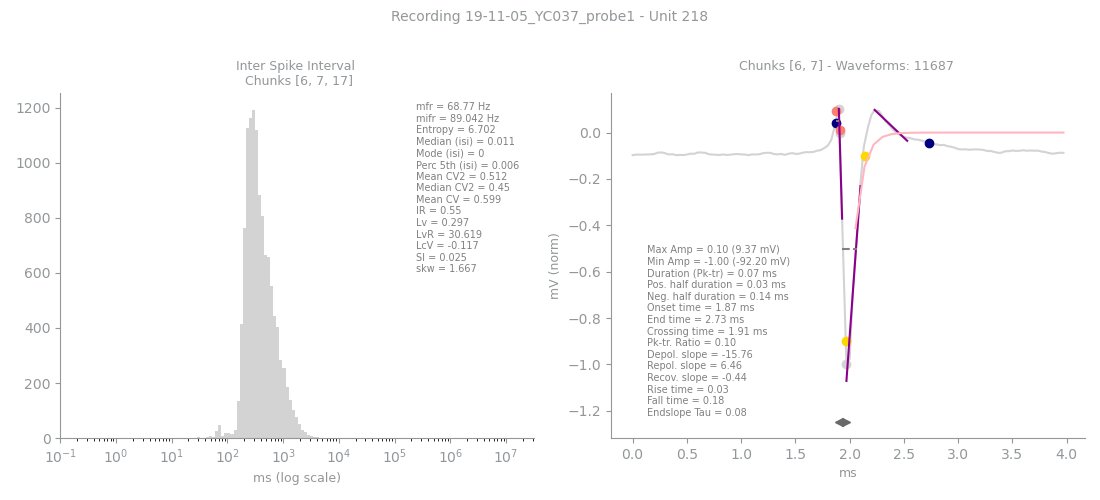 Recording 19-11-05_YC037_probe1 - Unit 218
Inter Spike Interval
Chunks [6, 7, 17]
1200
1000
800
600
400
200
0
10⁻¹ 10⁰ 10¹ 10² 10³ 10⁴ 10⁵ 10⁶ 10⁷
ms (log scale)
mfr = 68.77 Hz
mifr = 89.042 Hz
Entropy = 6.702
Median (isi) = 0.011
Mode (isi) = 0
Perc 5th (isi) = 0.006
Mean CV2 = 0.512
Median CV2 = 0.45
Mean CV = 0.599
IR = 0.55
Lv = 0.297
LvR = 30.619
LcV = -0.117
SI = 0.025
skw = 1.667
Chunks [6, 7] - Waveforms: 11687
mV (norm)
0.0
−0.2
−0.4
−0.6
−0.8
−1.0
−1.2
Max Amp = 0.10 (9.37 mV)
Min Amp = -1.00 (-92.20 mV)
Duration (Pk-tr) = 0.07 ms
Pos. half duration = 0.03 ms
Neg. half duration = 0.14 ms
Onset time = 1.87 ms
End time = 2.73 ms
Crossing time = 1.91 ms
Pk-tr. Ratio = 0.10
Depol. slope = -15.76
Repol. slope = 6.46
Recov. slope = -0.44
Rise time = 0.03
Fall time = 0.18
Endslope Tau = 0.08
0.0 0.5 1.0 1.5 2.0 2.5 3.0 3.5 4.0
ms